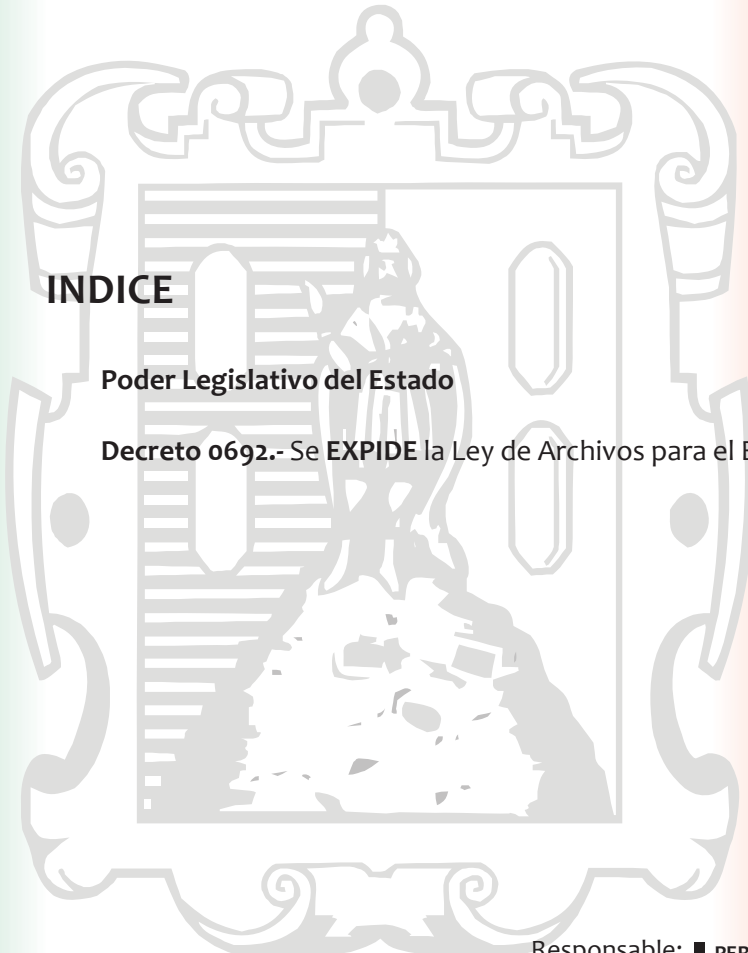 INDICE
Poder Legislativo del Estado
Decreto 0692.- Se EXPIDE la Ley de Archivos para el
Responsable: